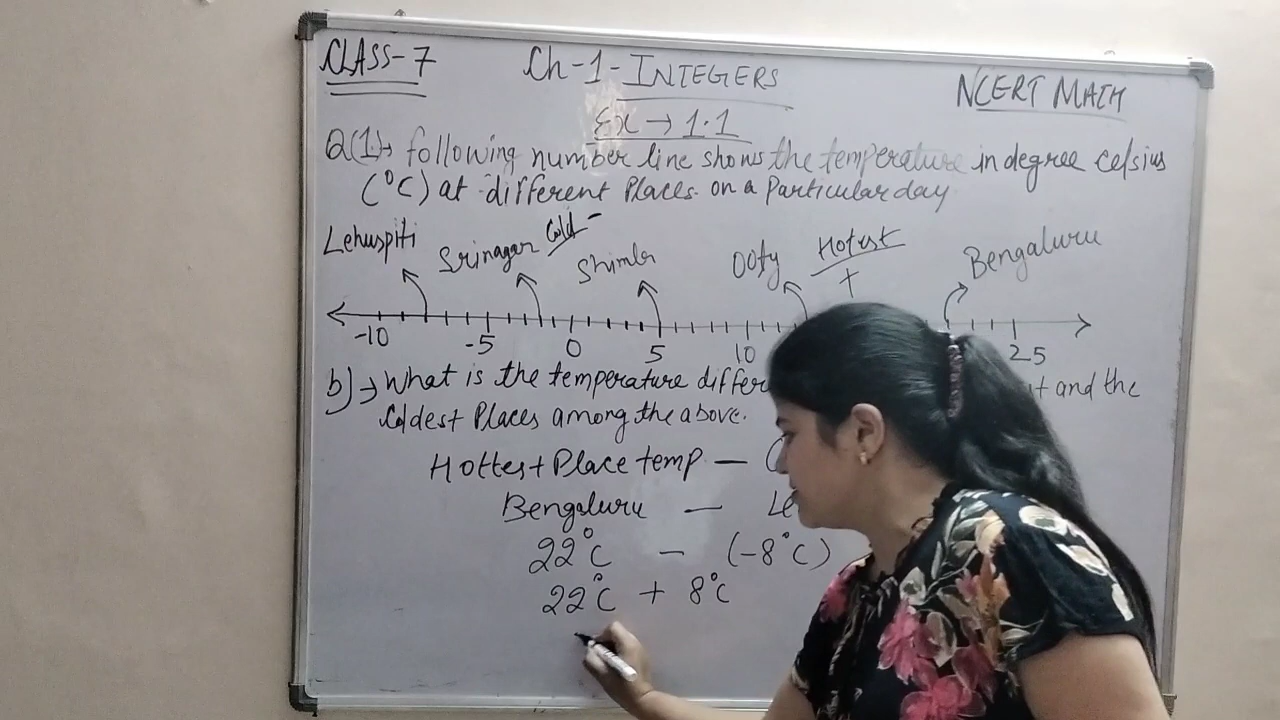 CLASS-7
Ch-1-INTEGERS
NCERT MATH
Ex → 1.1
Q(1)→ following number line shows the temperature in degree celsius
(°C) at different Places on a Particular day
Lehuspiti
Srinagar
Cold -
Shimla
Ooty
Hotest
+
Bengaluru
-10 -5 0 5 10 25
b)→ What is the temperature and the
Coldest Places among the above.
Hottest Place temp —
Bengaluru —
22°C - (-8°C)
22°C + 8°C